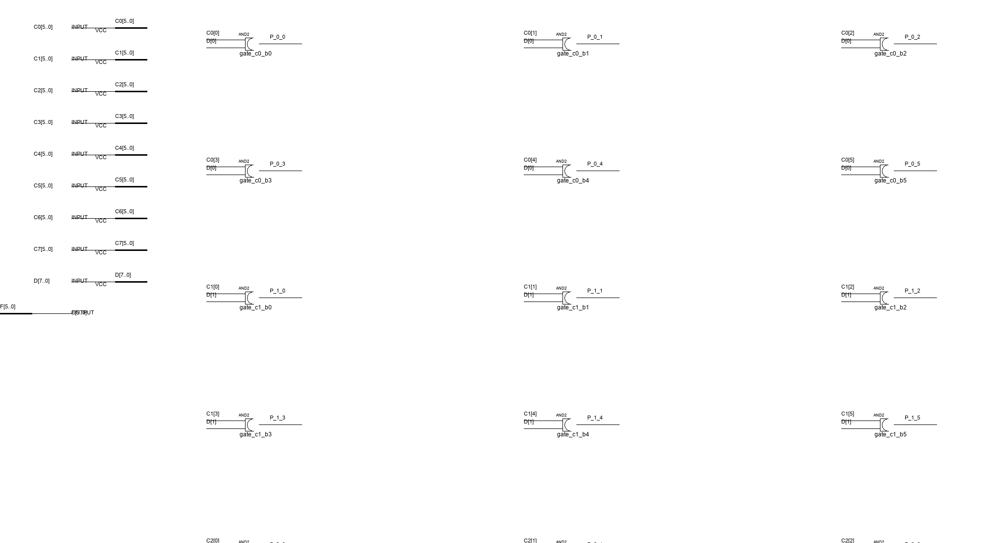 C0[5..0] INPUT VCC C0[5..0]
C1[5..0] INPUT VCC C1[5..0]
C2[5..0] INPUT VCC C2[5..0]
C3[5..0] INPUT VCC C3[5..0]
C4[5..0] INPUT VCC C4[5..0]
C5[5..0] INPUT VCC C5[5..0]
C6[5..0] INPUT VCC C6[5..0]
C7[5..0] INPUT VCC C7[5..0]
D[7..0] INPUT VCC D[7..0]
F[5..0]
C0[0] AND2 P_0_0
D[0]
gate_c0_b0
C0[1] AND2 P_0_1
D[0]
gate_c0_b1
C0[2] AND2 P_0_2
D[0]
gate_c0_b2
C0[3] AND2 P_0_3
D[0]
gate_c0_b3
C0[4] AND2 P_0_4
D[0]
gate_c0_b4
C0[5] AND2 P_0_5
D[0]
gate_c0_b5
C1[0] AND2 P_1_0
D[1]
gate_c1_b0
C1[1] AND2 P_1_1
D[1]
gate_c1_b1
C1[2] AND2 P_1_2
D[1]
gate_c1_b2
C1[3] AND2 P_1_3
D[1]
gate_c1_b3
C1[4] AND2 P_1_4
D[1]
gate_c1_b4
C1[5] AND2 P_1_5
D[1]
gate_c1_b5
C2[0] AND2
C2[1] AND2
C2[2] AND2